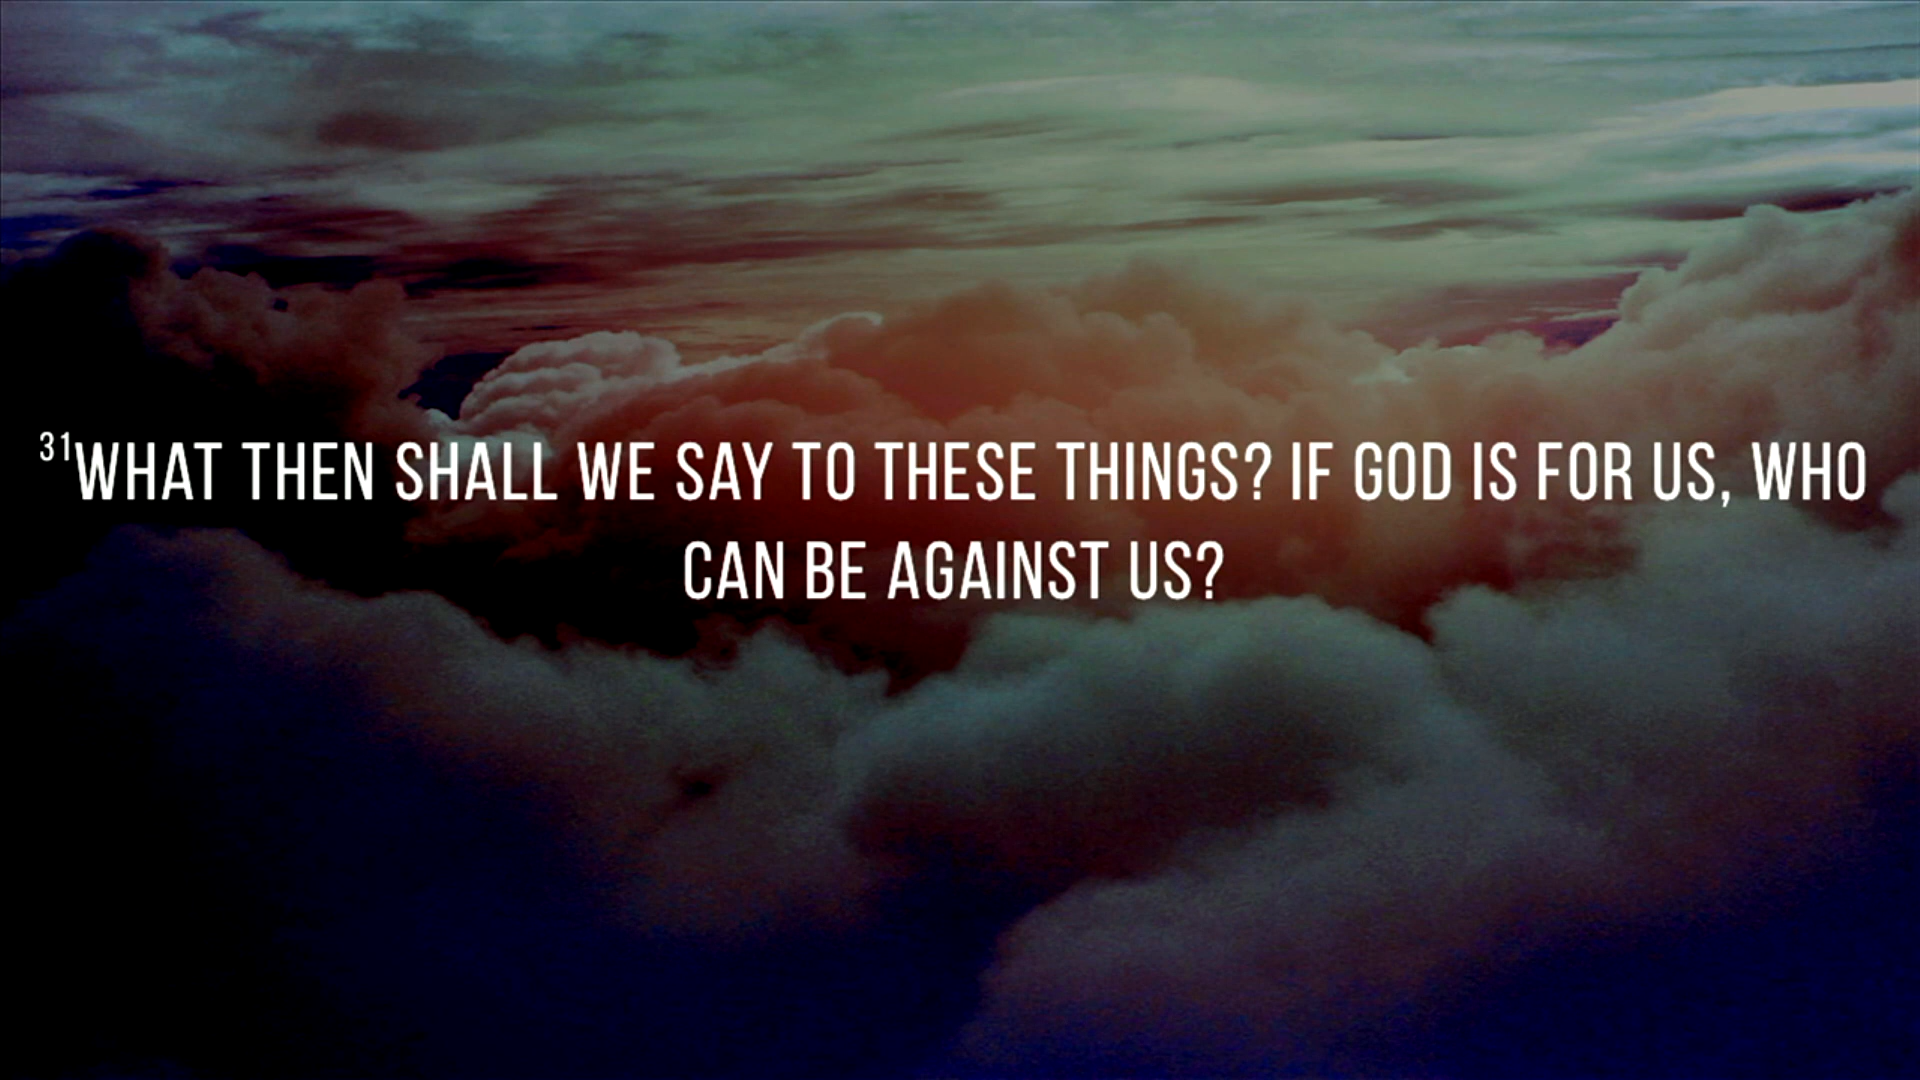 31WHAT THEN SHALL WE SAY TO THESE THINGS? IF GOD IS FOR US, WHO
CAN BE AGAINST US?